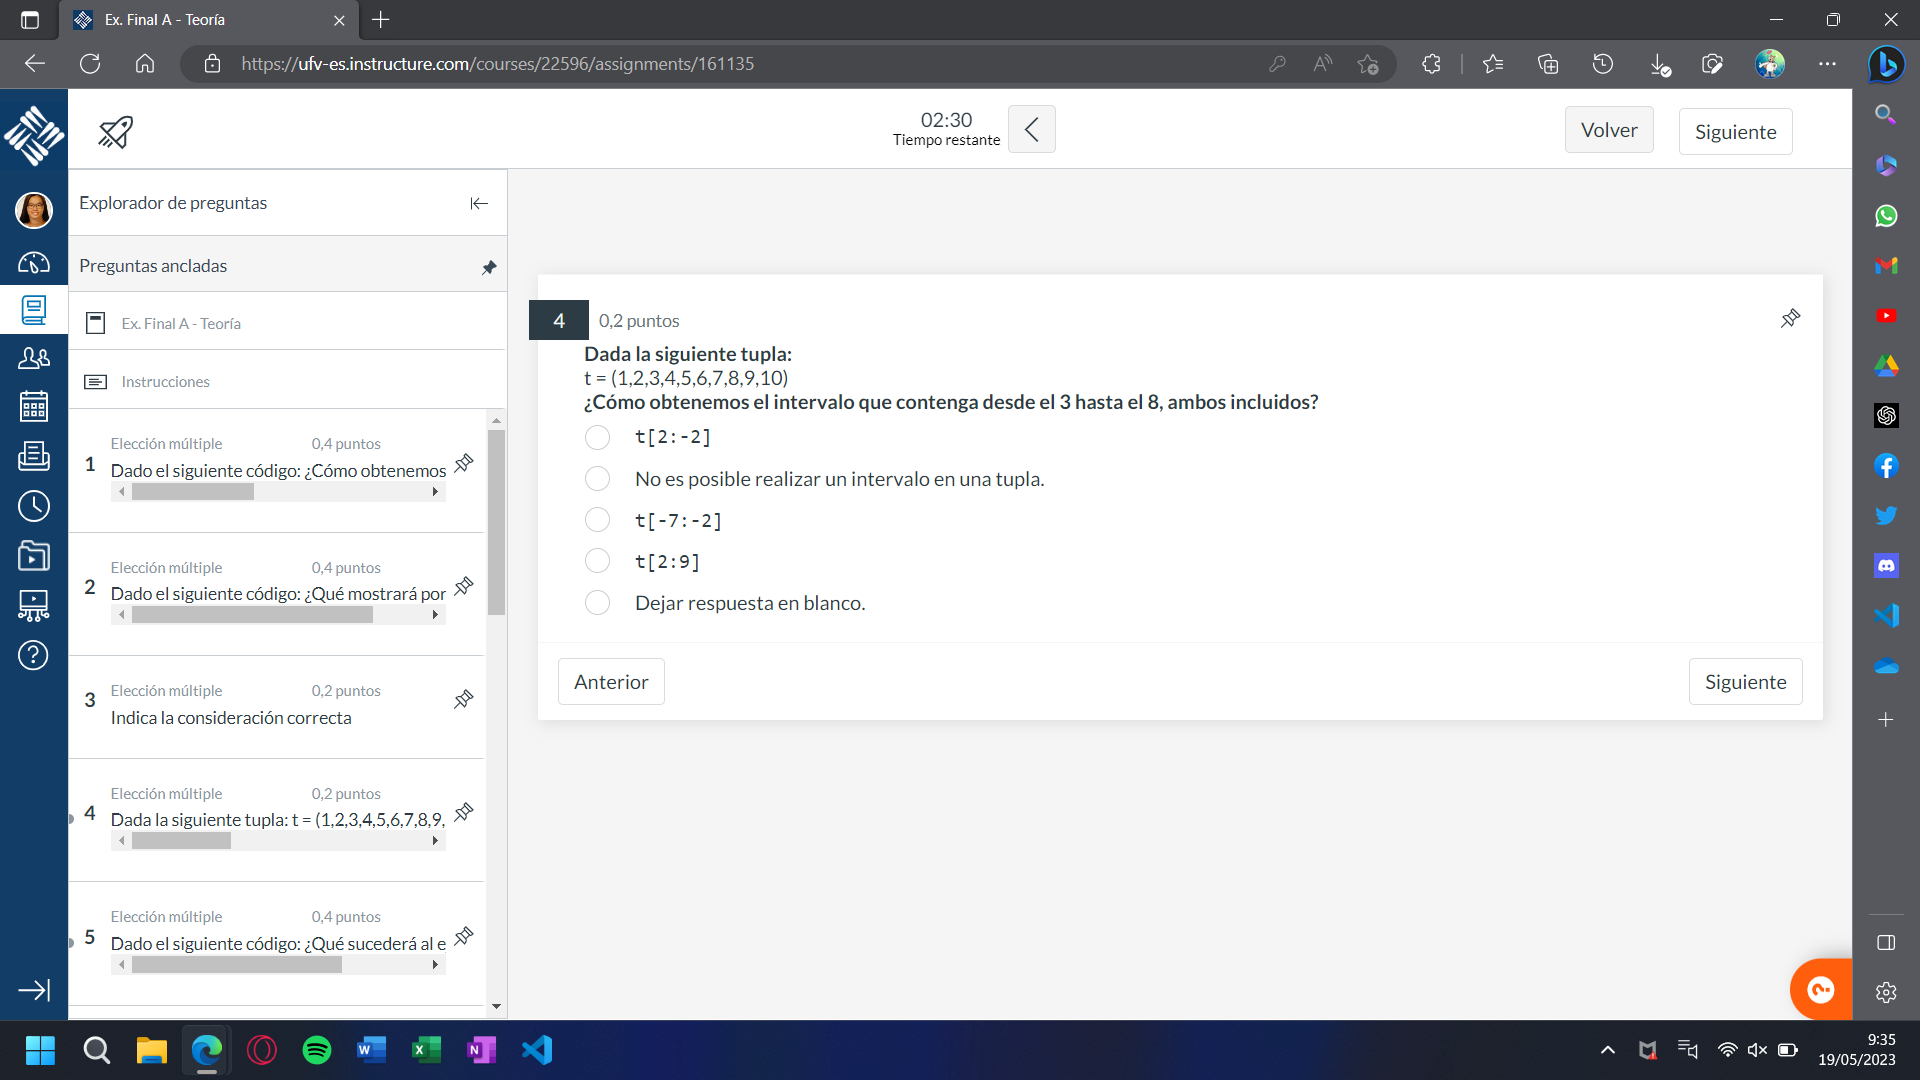 Ex. Final A - Teoría
https://ufv-es.instructure.com/courses/22596/assignments/161135
02:30
Tiempo restante
Volver
Siguiente
Explorador de preguntas
Preguntas ancladas
Ex. Final A - Teoría
Instrucciones
Elección múltiple 0,4 puntos
1 Dado el siguiente código: ¿Cómo obtenemos
Elección múltiple 0,4 puntos
2 Dado el siguiente código: ¿Qué mostrará por
Elección múltiple 0,2 puntos
3 Indica la consideración correcta
Elección múltiple 0,2 puntos
4 Dada la siguiente tupla: t = (1,2,3,4,5,6,7,8,9,
Elección múltiple 0,4 puntos
5 Dado el siguiente código: ¿Qué sucederá al e
4 0,2 puntos
Dada la siguiente tupla:
t = (1,2,3,4,5,6,7,8,9,10)
¿Cómo obtenemos el intervalo que contenga desde el 3 hasta el 8, ambos incluidos?
t[2:-2]
No es posible realizar un intervalo en una tupla.
t[-7:-2]
t[2:9]
Dejar respuesta en blanco.
Anterior
Siguiente
9:35
19/05/2023